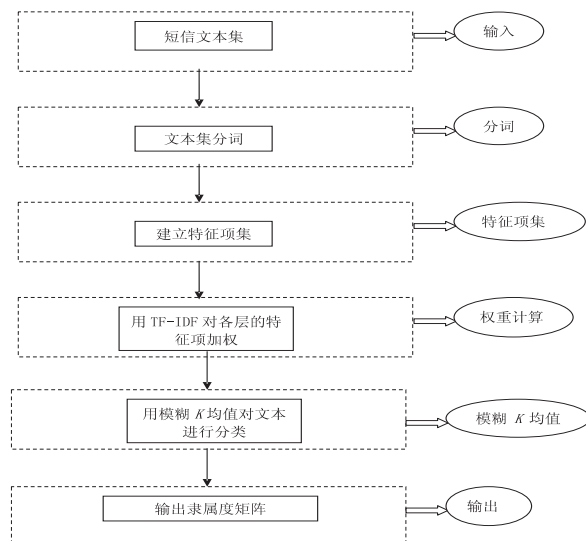 短信文本集
输入
文本集分词
分词
建立特征项集
特征项集
用 TF-IDF 对各层的特
征项加权
权重计算
用模糊 K 均值对文本
进行分类
模糊 K 均值
输出隶属度矩阵
输出